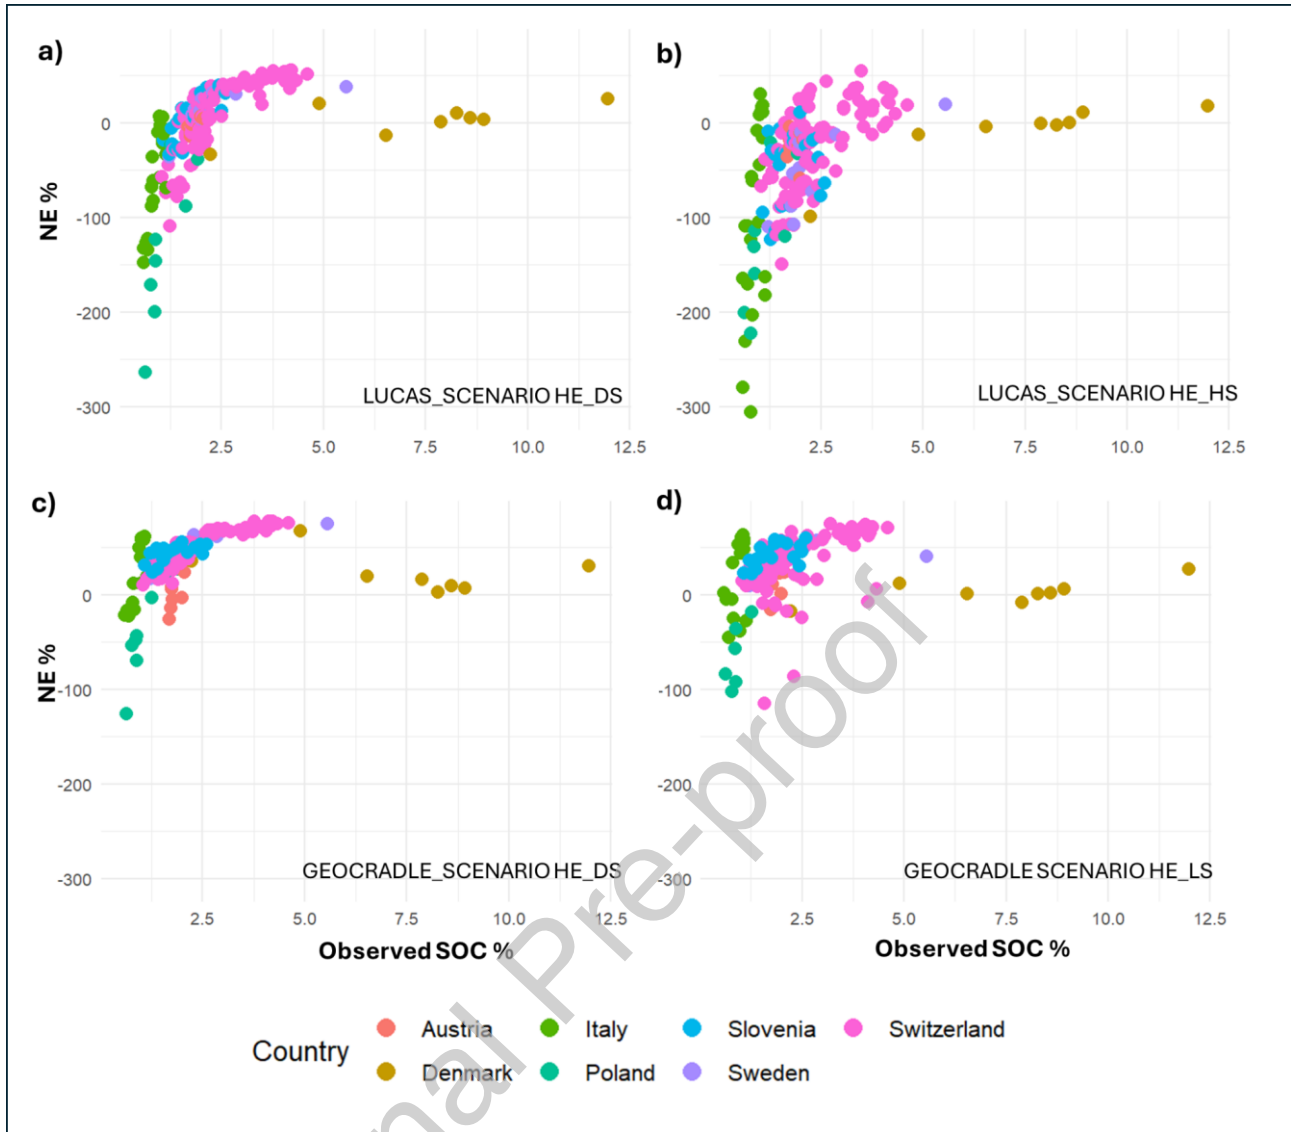 a)
b)
0
-100
-200
-300
NE %
2.5 5.0 7.5 10.0 12.5
LUCAS_SCENARIO HE_DS
0
-100
-200
-300
2.5 5.0 7.5 10.0 12.5
LUCAS_SCENARIO HE_HS
c)
d)
0
-100
-200
-300
NE %
2.5 5.0 7.5 10.0 12.5
GEOCRADLE_SCENARIO HE_DS
Observed SOC %
0
-100
-200
-300
2.5 5.0 7.5 10.0 12.5
GEOCRADLE SCENARIO HE_LS
Observed SOC %
Country
Austria Italy Slovenia Switzerland
Denmark Poland Sweden
nal Pre-proof